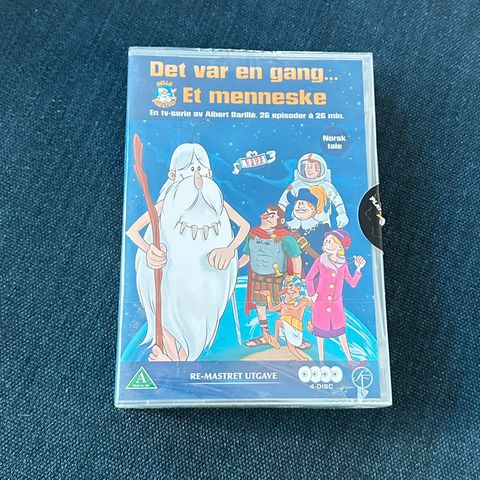 Det var en gang...
HELLO
MAESTRO
Et menneske
En tv-serie av Albert Barillé. 26 episoder à 26 min.
Norsk
tale
A
RE-MASTRET UTGAVE
4-DISC
SF